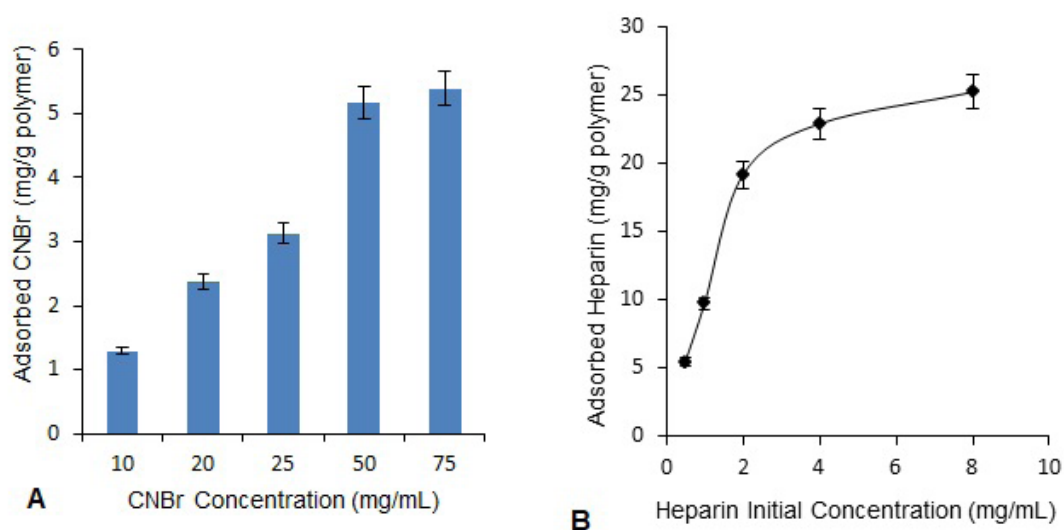 Adsorbed CNBr (mg/g polymer)
6
5
4
3
2
1
0
10 20 25 50 75
CNBr Concentration (mg/mL)
A
Adsorbed Heparin (mg/g polymer)
30
25
20
15
10
5
0
0 2 4 6 8 10
Heparin Initial Concentration (mg/mL)
B